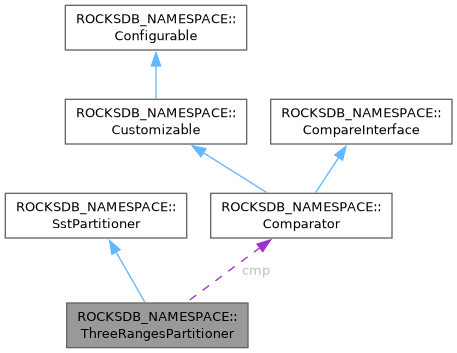 ROCKSDB_NAMESPACE::
Configurable
ROCKSDB_NAMESPACE::
Customizable
ROCKSDB_NAMESPACE::
CompareInterface
ROCKSDB_NAMESPACE::
SstPartitioner
ROCKSDB_NAMESPACE::
Comparator
cmp
ROCKSDB_NAMESPACE::
ThreeRangesPartitioner